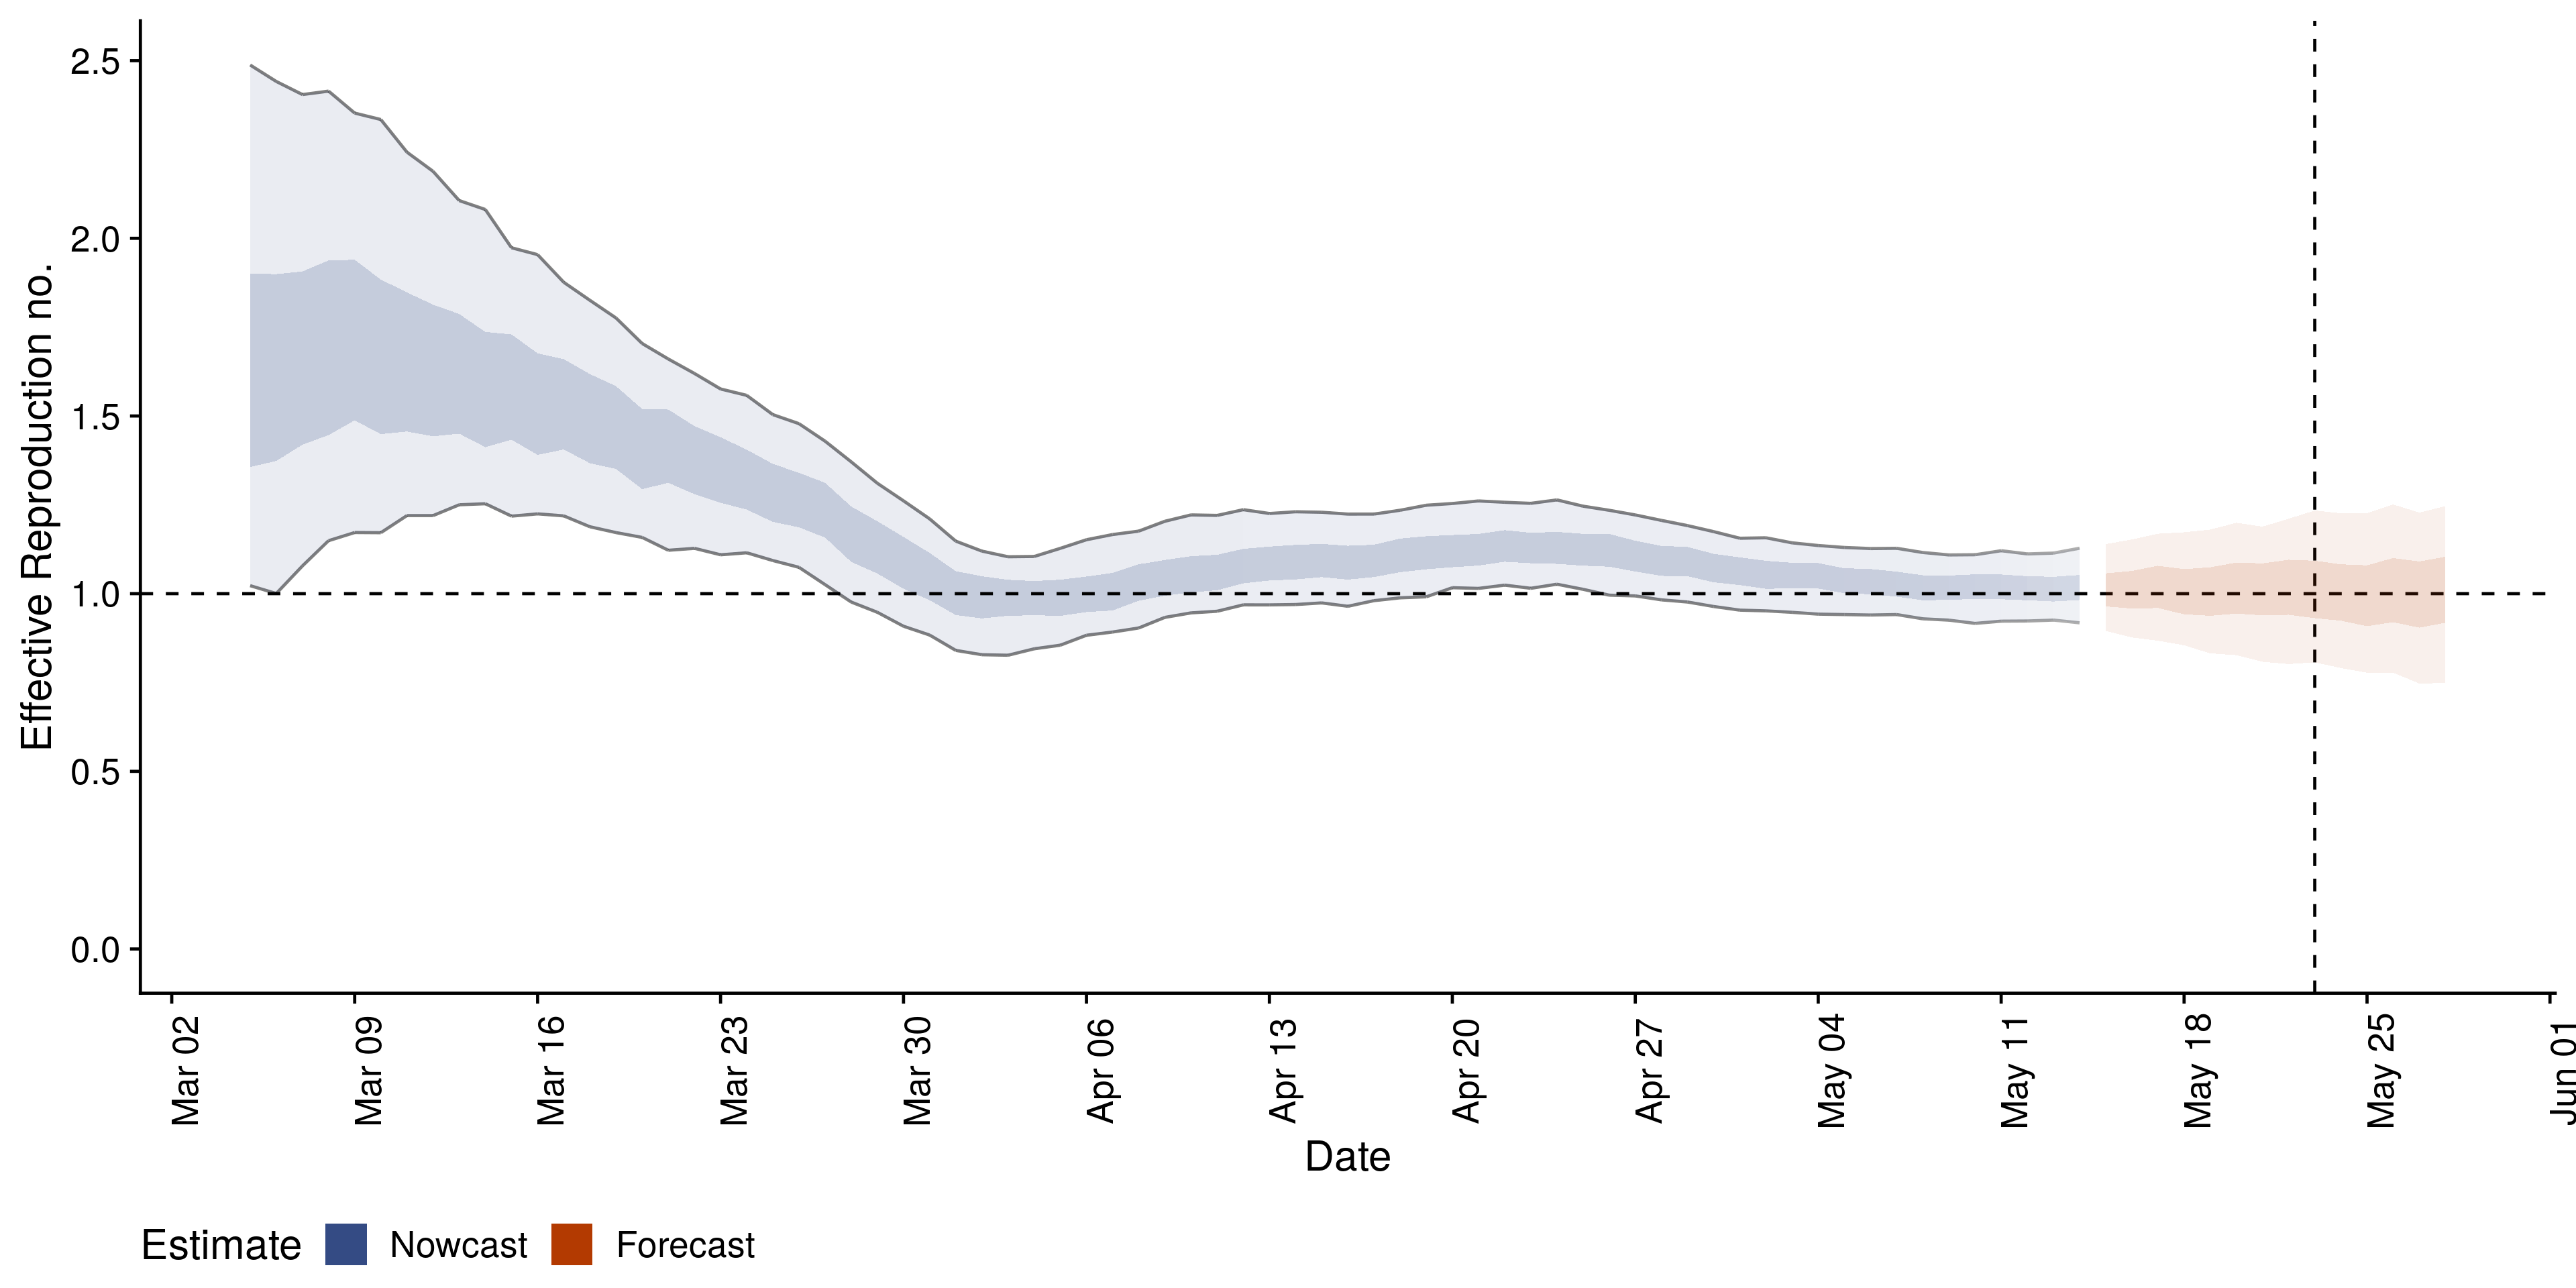 Effective Reproduction no.
2.5
2.0
1.5
1.0
0.5
0.0
Mar 02
Mar 09
Mar 16
Mar 23
Mar 30
Apr 06
Apr 13
Apr 20
Apr 27
May 04
May 11
May 18
May 25
Jun 01
Date
Estimate Nowcast Forecast